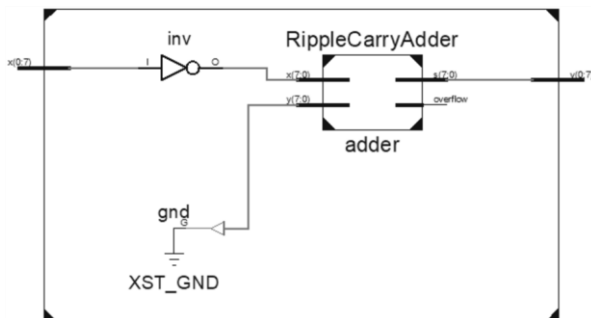 inv
RippleCarryAdder
x(0:7)
I
O
x(7:0)
s(7:0)
y(0:7)
y(7:0)
overflow
adder
gnd
G
XST_GND